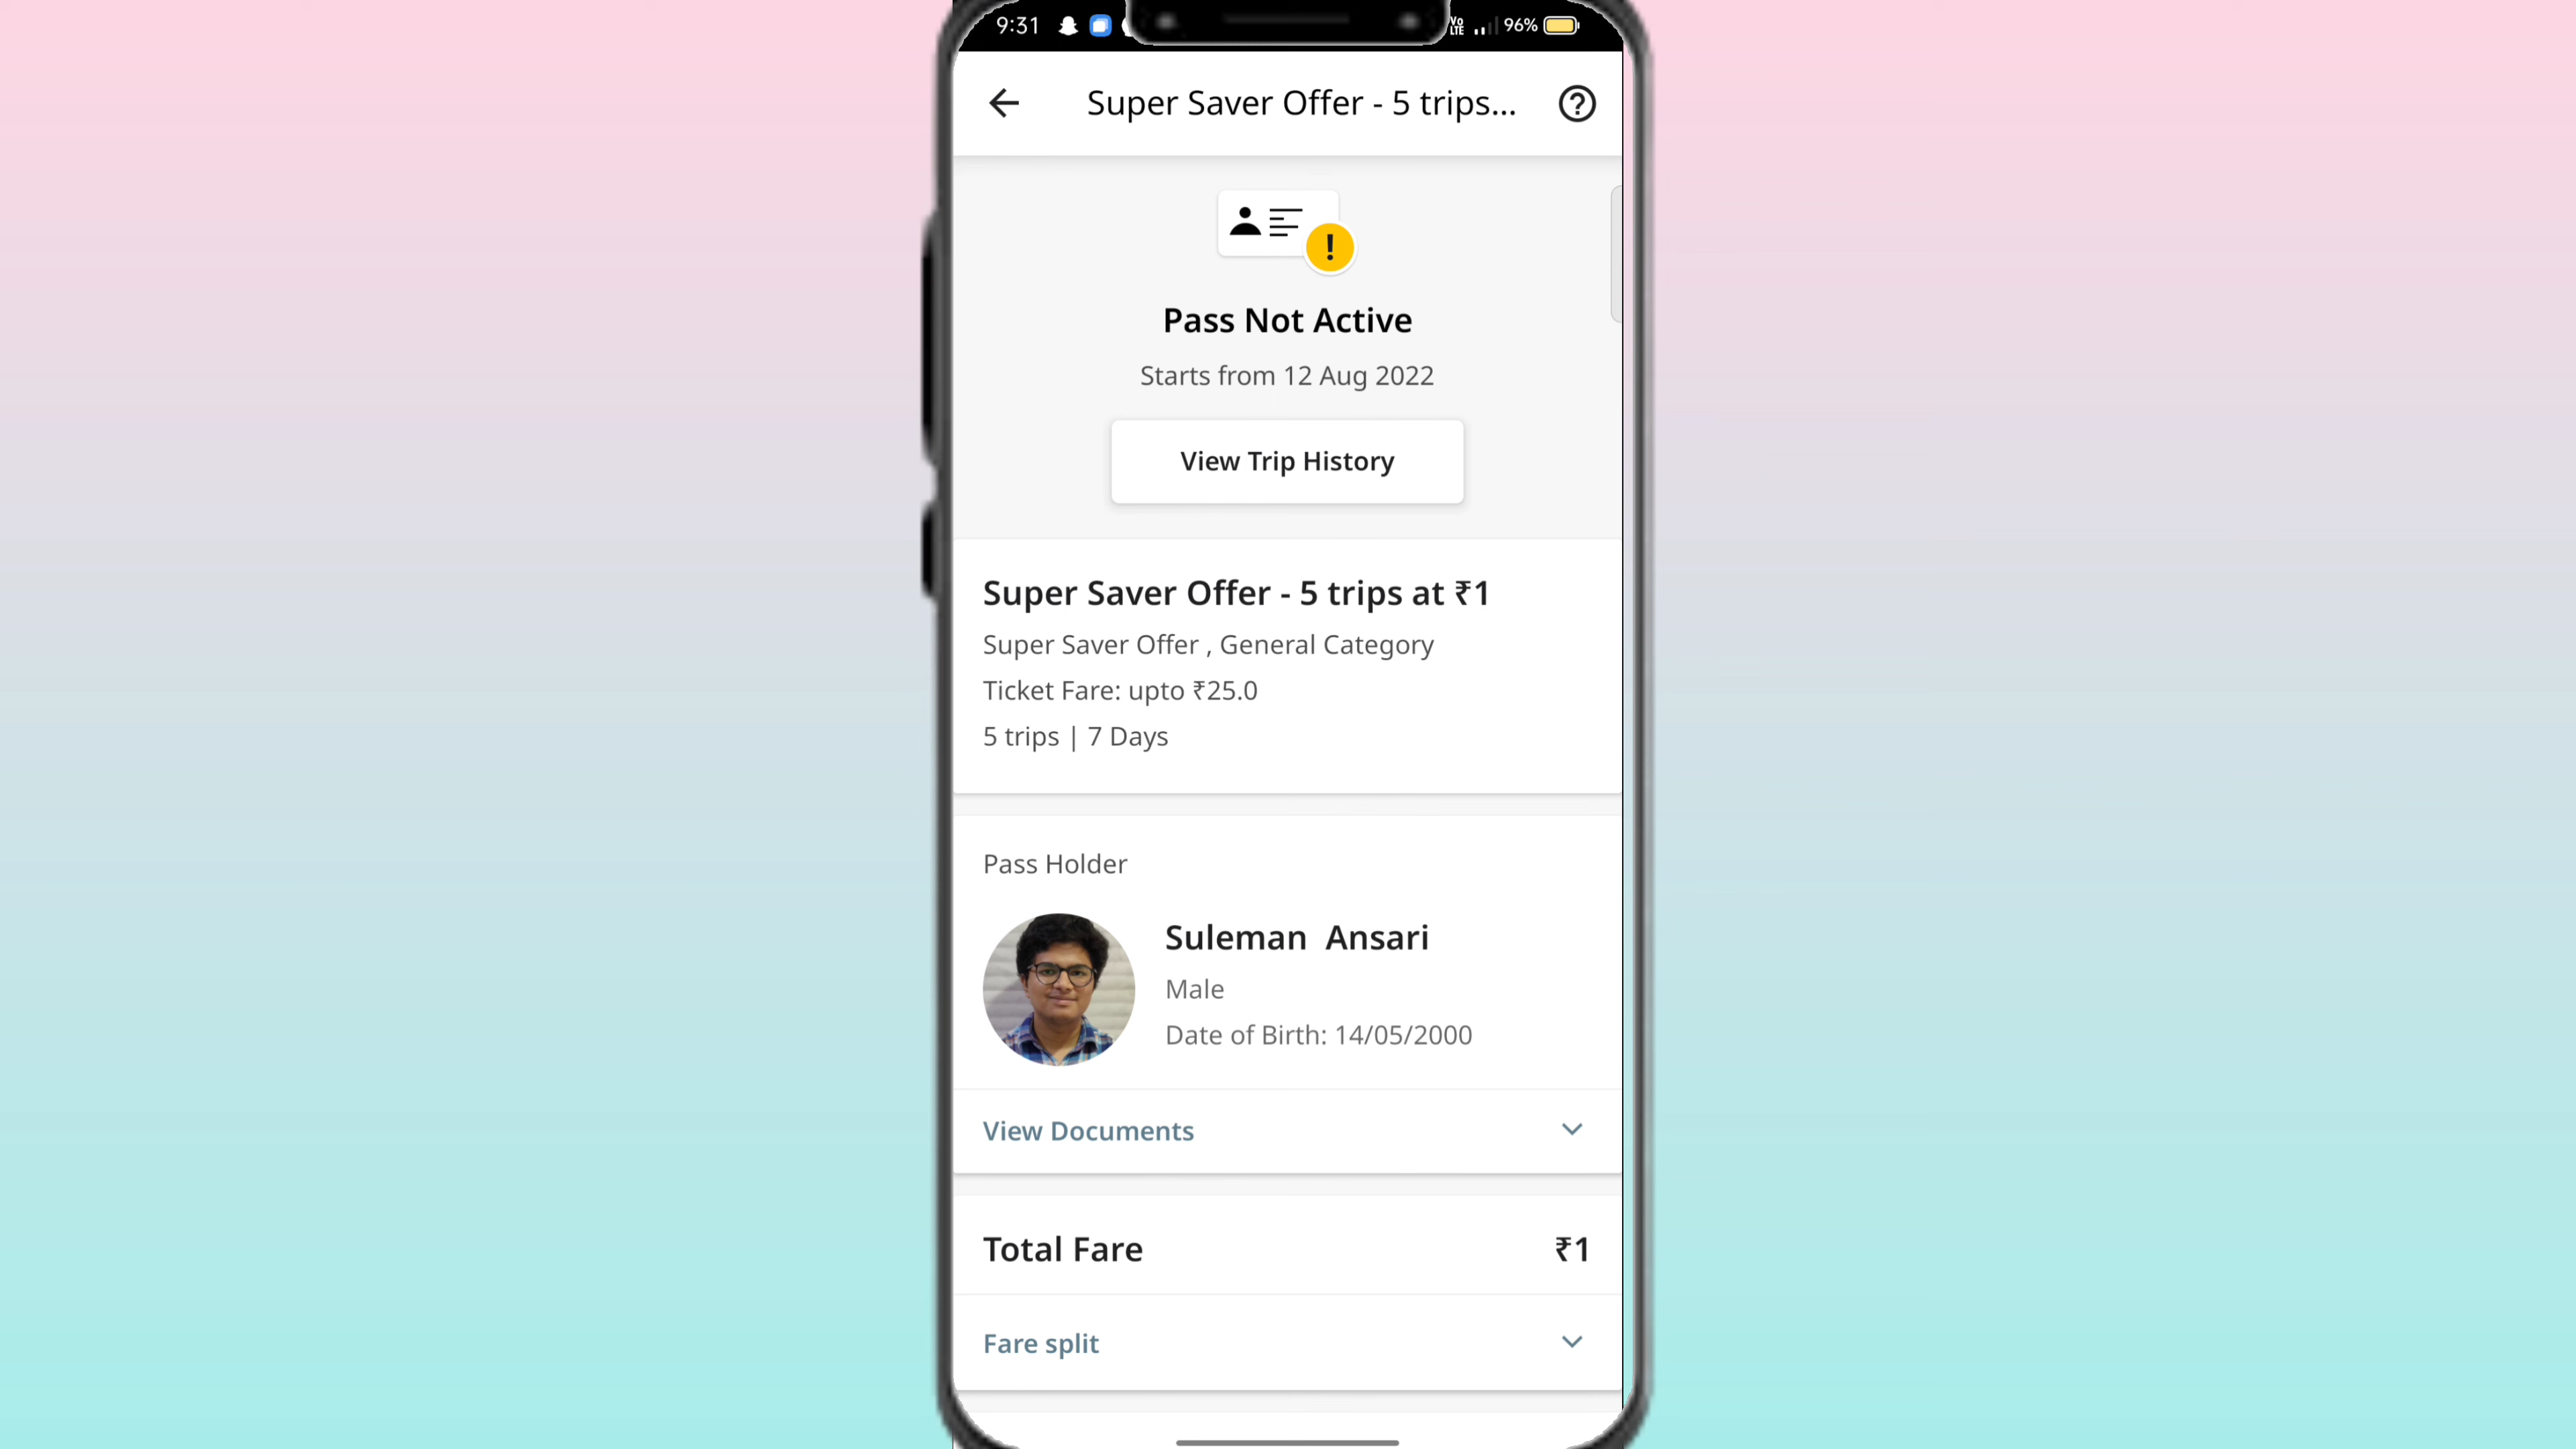 9:31
Vo
LTE
96%
Super Saver Offer - 5 trips...
?
!
Pass Not Active
Starts from 12 Aug 2022
View Trip History
Super Saver Offer - 5 trips at ₹1
Super Saver Offer , General Category
Ticket Fare: upto ₹25.0
5 trips | 7 Days
Pass Holder
Suleman  Ansari
Male
Date of Birth: 14/05/2000
View Documents
Total Fare
₹1
Fare split